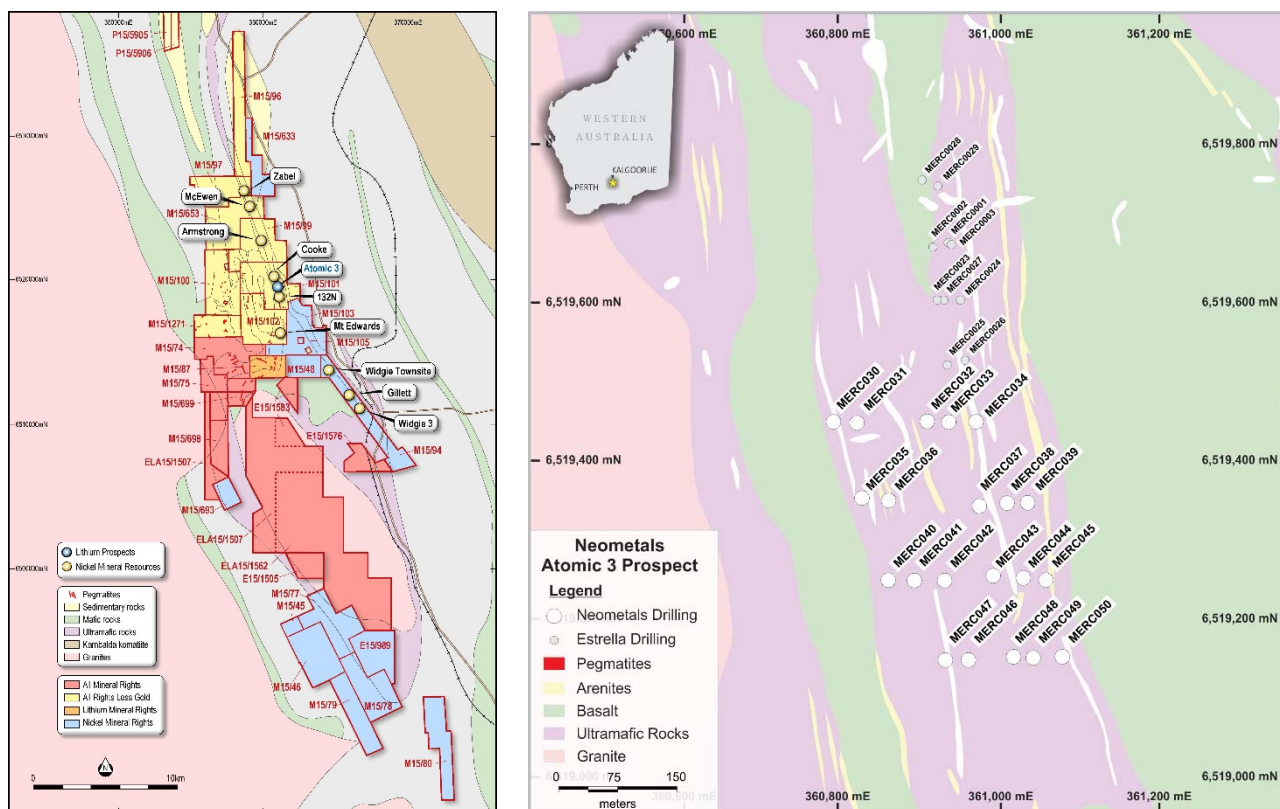 360000mE
370000mE
P15/5905
P15/5906
M15/96
M15/633
M15/97
Zabel
McEwen
M15/653
M15/99
Armstrong
Cooke
Atomic 3
M15/100
M15/101
132N
M15/103
M15/1271
M15/102
Mt Edwards
M15/105
M15/74
M15/87
M15/48
Widgie Townsite
M15/75
Gillett
M15/699
E15/1583
Widgie 3
M15/698
E15/1576
M15/94
ELA15/1507
M15/693
ELA15/1507
ELA15/1562
E15/1505
M15/77
M15/45
E15/989
M15/46
M15/79
M15/78
M15/80
Lithium Prospects
Nickel Mineral Resources
Pegmatites
Sedimentary rocks
Mafic rocks
Ultramafic rocks
Kambalda komatiite
Granites
All Mineral Rights
All Rights Less Gold
Lithium Mineral Rights
Nickel Mineral Rights
N
0 10km
360,600 mE
360,800 mE
361,000 mE
361,200 mE
WESTERN
AUSTRALIA
KALGOORLIE
PERTH
6,519,800 mN
MERC0028
MERC0029
MERC0002
MERC0001
MERC0003
MERC0023
MERC0027
MERC0024
6,519,600 mN
MERC0025
MERC0026
MERC030
MERC031
MERC032
MERC033
MERC034
6,519,400 mN
MERC035
MERC036
MERC037
MERC038
MERC039
MERC040
MERC041
MERC042
MERC043
MERC044
MERC045
6,519,200 mN
MERC047
MERC046
MERC048
MERC049
MERC050
Neometals
Atomic 3 Prospect
Legend
Neometals Drilling
Estrella Drilling
Pegmatites
Arenites
Basalt
Ultramafic Rocks
Granite
0 75 150
meters
6,519,000 mN
360,800 mE
361,000 mE
361,200 mE
6,519,000 mN